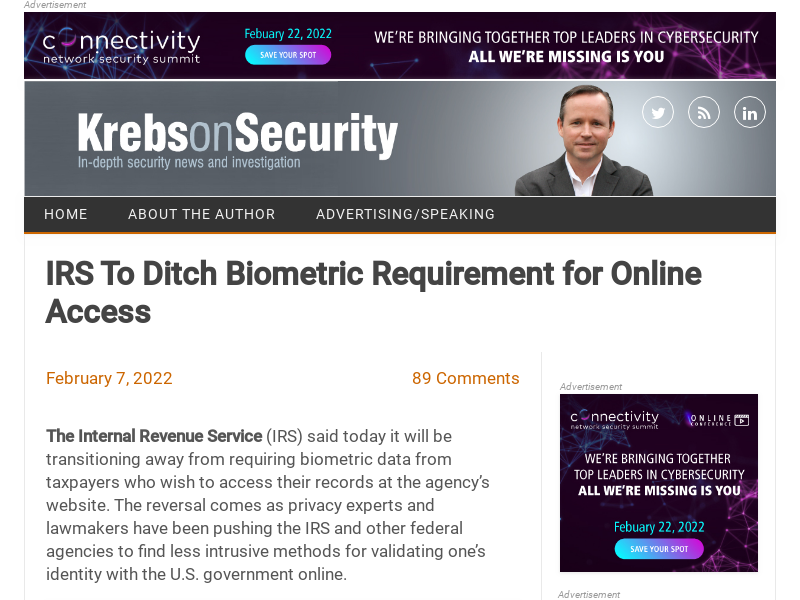 Advertisement
connectivity
network security summit
Febuary 22, 2022
SAVE YOUR SPOT
WE'RE BRINGING TOGETHER TOP LEADERS IN CYBERSECURITY
ALL WE'RE MISSING IS YOU
KrebsonSecurity
In-depth security news and investigation
in
HOME
ABOUT THE AUTHOR
ADVERTISING/SPEAKING
IRS To Ditch Biometric Requirement for Online
Access
February 7, 2022
89 Comments
The Internal Revenue Service (IRS) said today it will be
transitioning away from requiring biometric data from
taxpayers who wish to access their records at the agency’s
website. The reversal comes as privacy experts and
lawmakers have been pushing the IRS and other federal
agencies to find less intrusive methods for validating one’s
identity with the U.S. government online.
Advertisement
connectivity
network security summit
ONLINE
CONFERENCE
WE'RE BRINGING TOGETHER
TOP LEADERS IN CYBERSECURITY
ALL WE'RE MISSING IS YOU
Febuary 22, 2022
SAVE YOUR SPOT
Advertisement